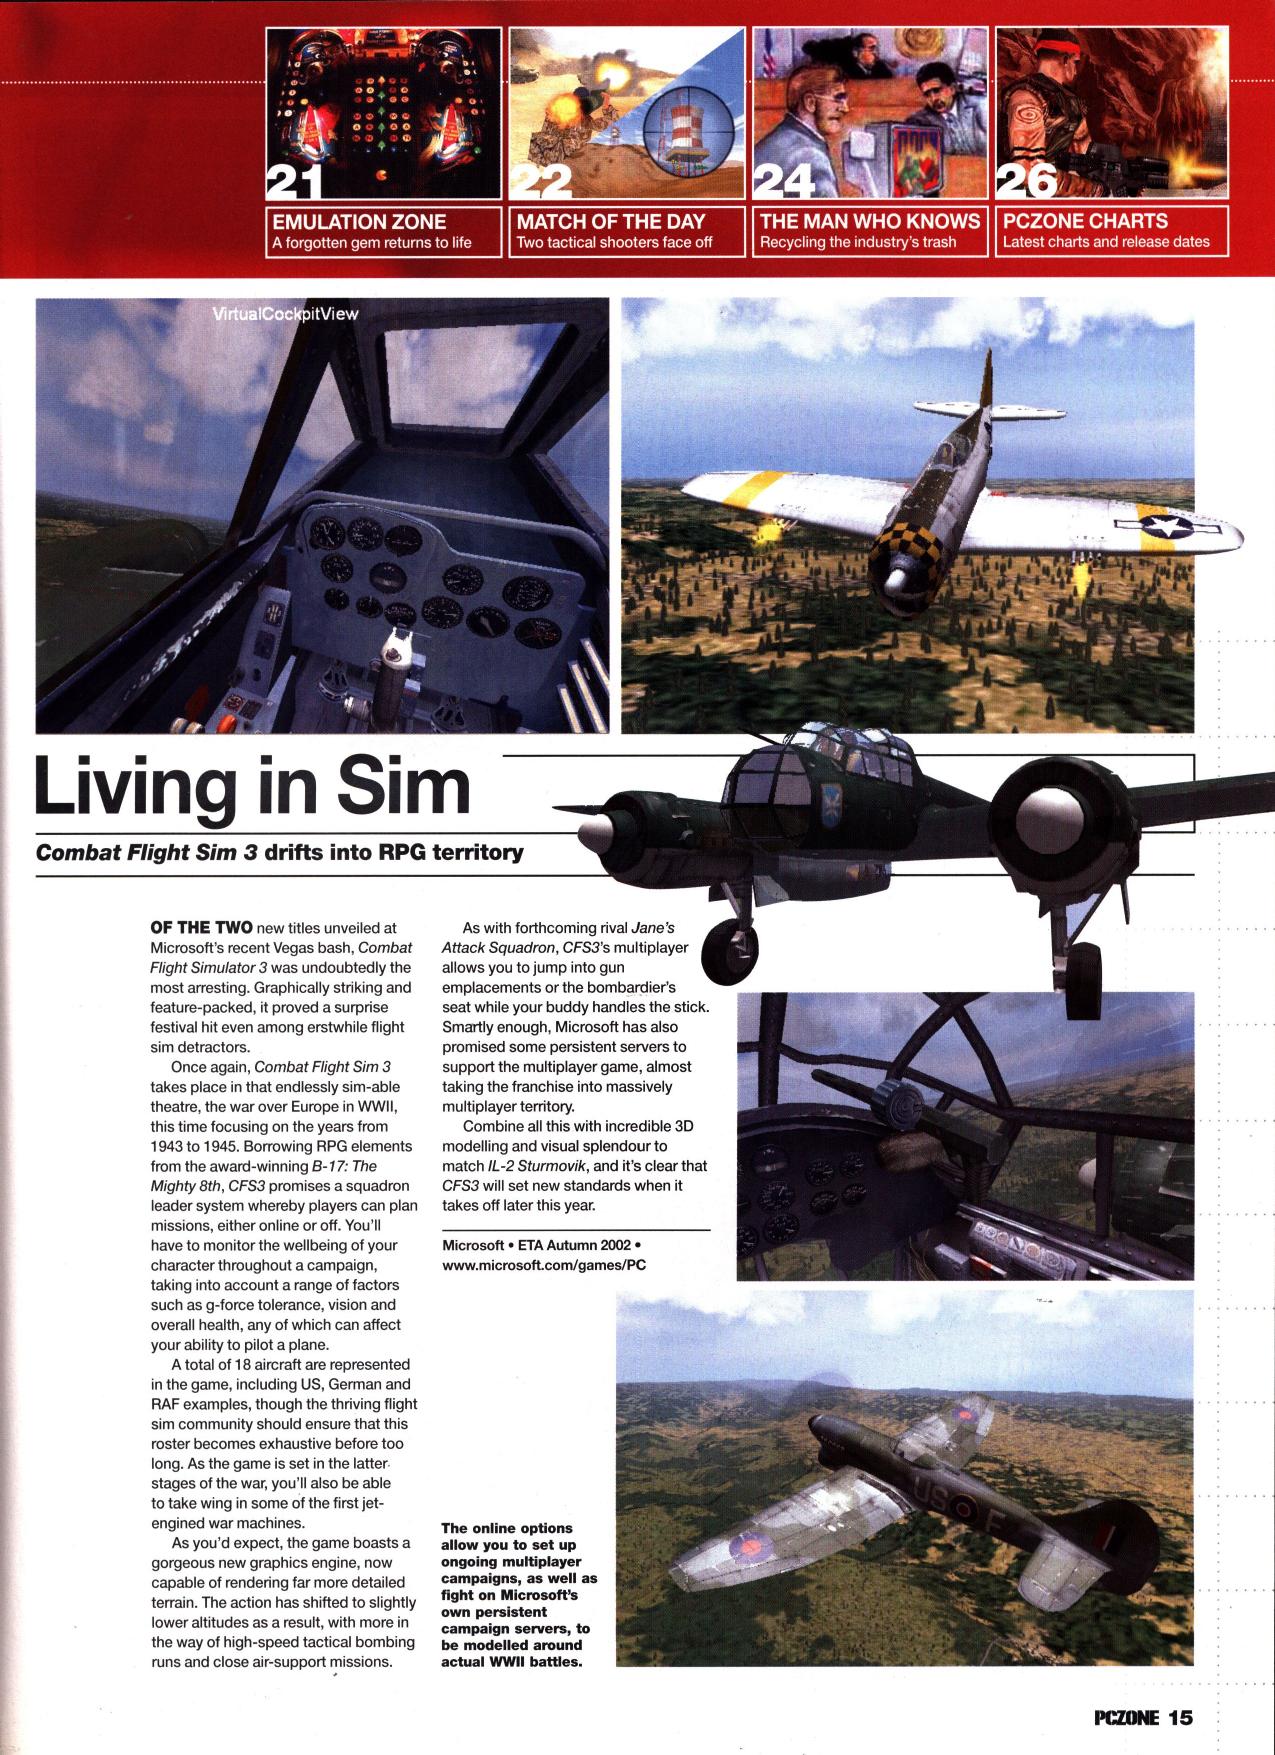 21
EMULATION ZONE
A forgotten gem returns to life
22
MATCH OF THE DAY
Two tactical shooters face off
24
THE MAN WHO KNOWS
Recycling the industry's trash
26
PCZONE CHARTS
Latest charts and release dates
VirtualCockpitView
Living in Sim
Combat Flight Sim 3 drifts into RPG territory
OF THE TWO new titles unveiled at
Microsoft's recent Vegas bash, Combat
Flight Simulator 3 was undoubtedly the
most arresting. Graphically striking and
feature-packed, it proved a surprise
festival hit even among erstwhile flight
sim detractors.
Once again, Combat Flight Sim 3
takes place in that endlessly sim-able
theatre, the war over Europe in WWII,
this time focusing on the years from
1943 to 1945. Borrowing RPG elements
from the award-winning B-17: The
Mighty 8th, CFS3 promises a squadron
leader system whereby players can plan
missions, either online or off. You'll
have to monitor the wellbeing of your
character throughout a campaign,
taking into account a range of factors
such as g-force tolerance, vision and
overall health, any of which can affect
your ability to pilot a plane.
A total of 18 aircraft are represented
in the game, including US, German and
RAF examples, though the thriving flight
sim community should ensure that this
roster becomes exhaustive before too
long. As the game is set in the latter
stages of the war, you'll also be able
to take wing in some of the first jet-
engined war machines.
As you'd expect, the game boasts a
gorgeous new graphics engine, now
capable of rendering far more detailed
terrain. The action has shifted to slightly
lower altitudes as a result, with more in
the way of high-speed tactical bombing
runs and close air-support missions.
As with forthcoming rival Jane's
Attack Squadron, CFS3's multiplayer
allows you to jump into gun
emplacements or the bombardier's
seat while your buddy handles the stick.
Smartly enough, Microsoft has also
promised some persistent servers to
support the multiplayer game, almost
taking the franchise into massively
multiplayer territory.
Combine all this with incredible 3D
modelling and visual splendour to
match IL-2 Sturmovik, and it's clear that
CFS3 will set new standards when it
takes off later this year.
Microsoft • ETA Autumn 2002 •
www.microsoft.com/games/PC
The online options
allow you to set up
ongoing multiplayer
campaigns, as well as
fight on Microsoft's
own persistent
campaign servers, to
be modelled around
actual WWII battles.
US F
PCZONE 15